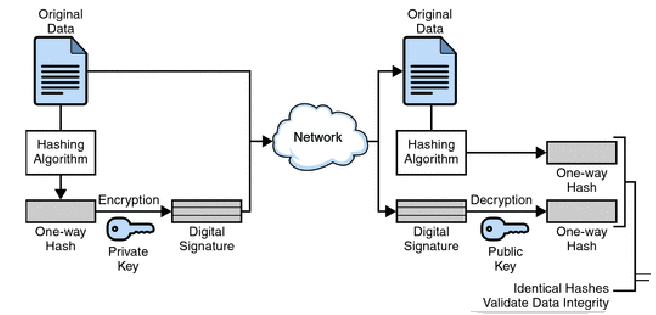 Original
Data
Hashing
Algorithm
One-way
Hash
Encryption
Private
Key
Digital
Signature
Network
Original
Data
Hashing
Algorithm
One-way
Hash
Digital
Signature
Decryption
Public
Key
One-way
Hash
Identical Hashes
Validate Data Integrity